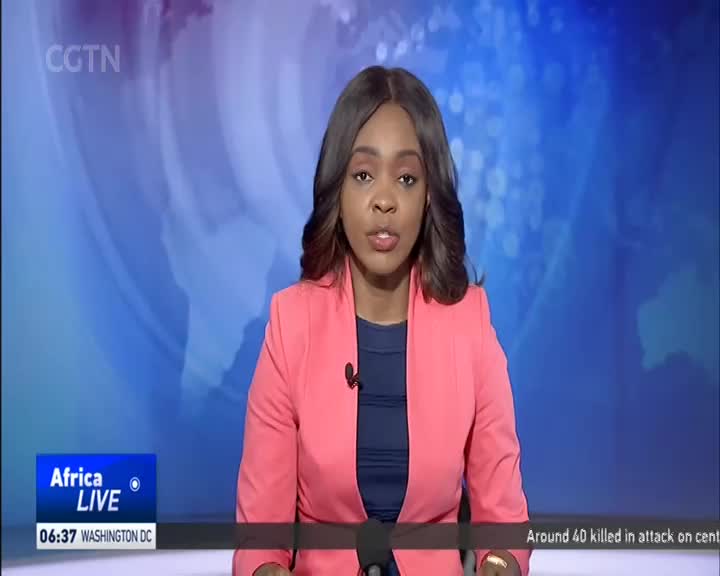 CGTN
Africa
LIVE
06:37 WASHINGTON DC
Around 40 killed in attack on cent